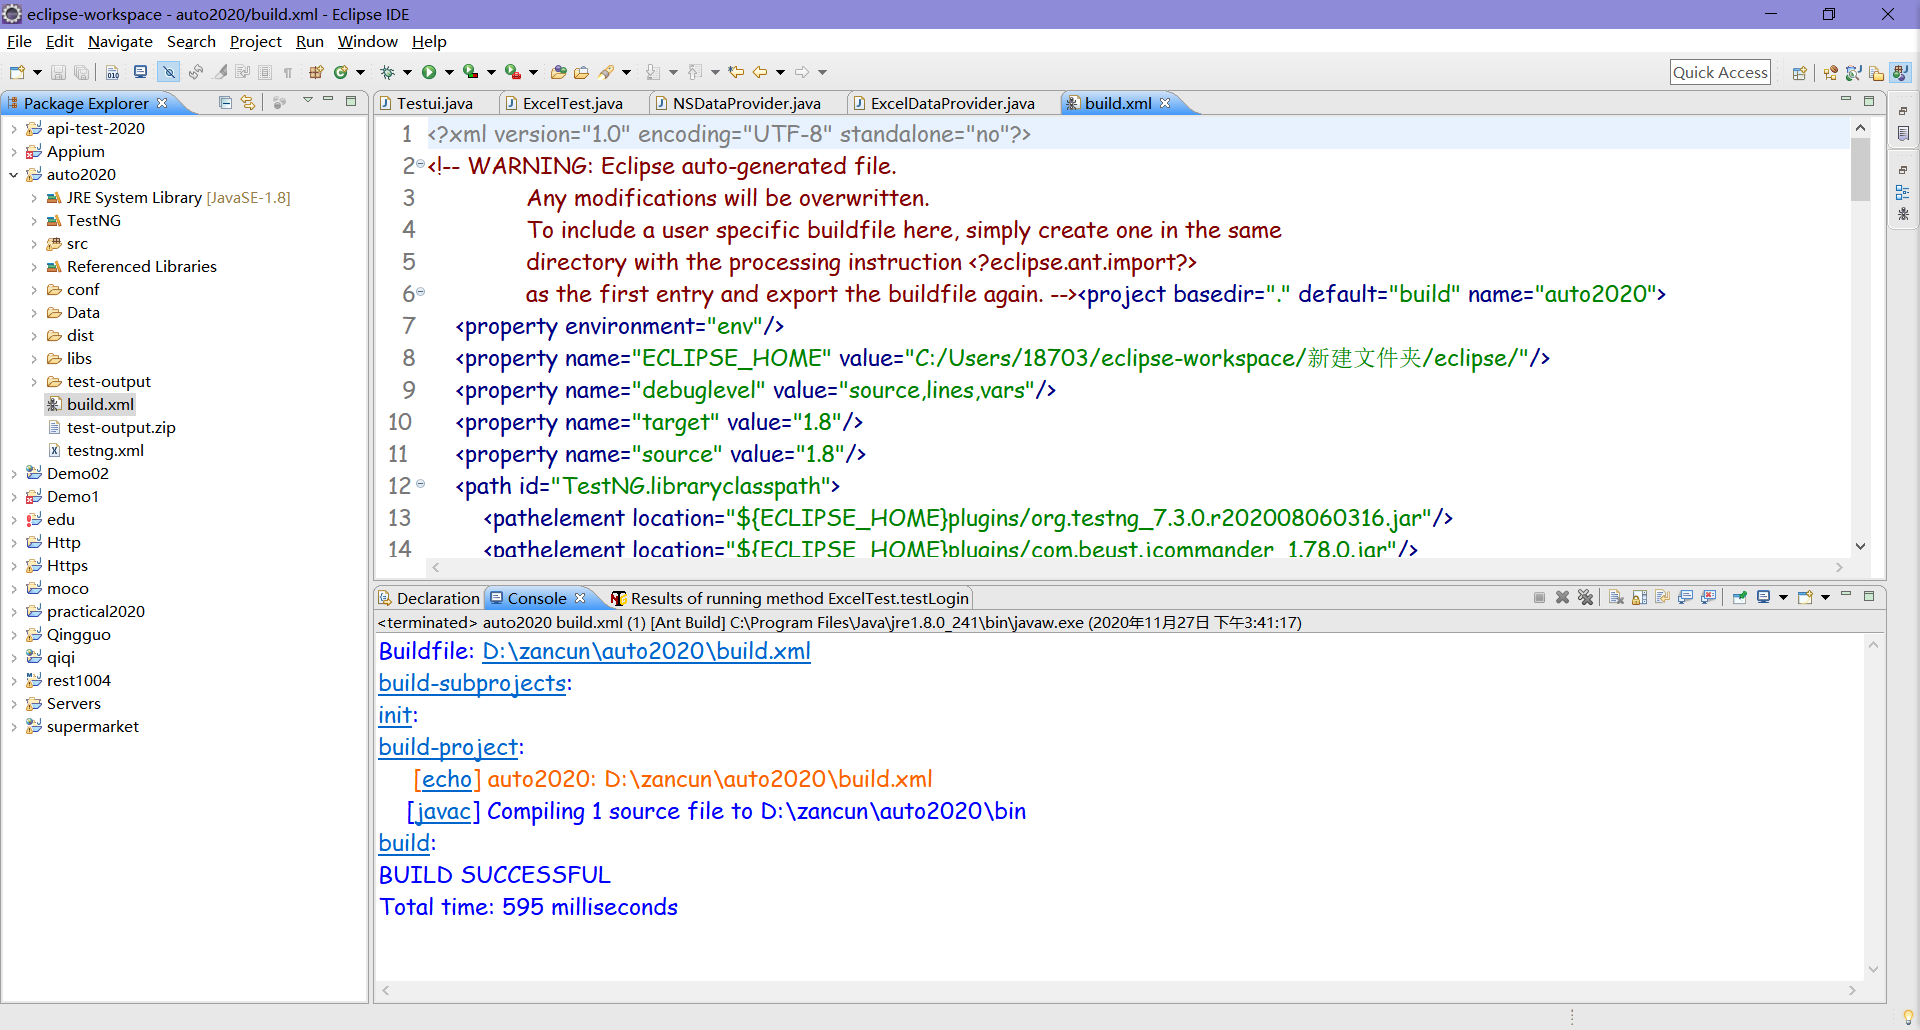 eclipse-workspace - auto2020/build.xml - Eclipse IDE
File Edit Navigate Search Project Run Window Help
Quick Access
Package Explorer
api-test-2020
Appium
auto2020
JRE System Library [JavaSE-1.8]
TestNG
src
Referenced Libraries
conf
Data
dist
libs
test-output
build.xml
test-output.zip
testng.xml
Demo02
Demo1
edu
Http
Https
moco
practical2020
Qingguo
qiqi
rest1004
Servers
supermarket
Testui.java ExcelTest.java NSDataProvider.java ExcelDataProvider.java build.xml
1 <?xml version="1.0" encoding="UTF-8" standalone="no"?>
2 <!-- WARNING: Eclipse auto-generated file.
3 Any modifications will be overwritten.
4 To include a user specific buildfile here, simply create one in the same
5 directory with the processing instruction <?eclipse.ant.import?>
6 as the first entry and export the buildfile again. --><project basedir="." default="build" name="auto2020">
7 <property environment="env"/>
8 <property name="ECLIPSE_HOME" value="C:/Users/18703/eclipse-workspace/新建文件夹/eclipse/"/>
9 <property name="debuglevel" value="source,lines,vars"/>
10 <property name="target" value="1.8"/>
11 <property name="source" value="1.8"/>
12 <path id="TestNG.libraryclasspath">
13 <pathelement location="${ECLIPSE_HOME}plugins/org.testng_7.3.0.r202008060316.jar"/>
14 <pathelement location="${ECLIPSE_HOME}plugins/com.beust.jcommander_1.78.0.jar"/>
Declaration Console Results of running method ExcelTest.testLogin
<terminated> auto2020 build.xml (1) [Ant Build] C:\Program Files\Java\jre1.8.0_241\bin\javaw.exe (2020年11月27日 下午3:41:17)
Buildfile: D:\zancun\auto2020\build.xml
build-subprojects:
init:
build-project:
[echo] auto2020: D:\zancun\auto2020\build.xml
[javac] Compiling 1 source file to D:\zancun\auto2020\bin
build:
BUILD SUCCESSFUL
Total time: 595 milliseconds